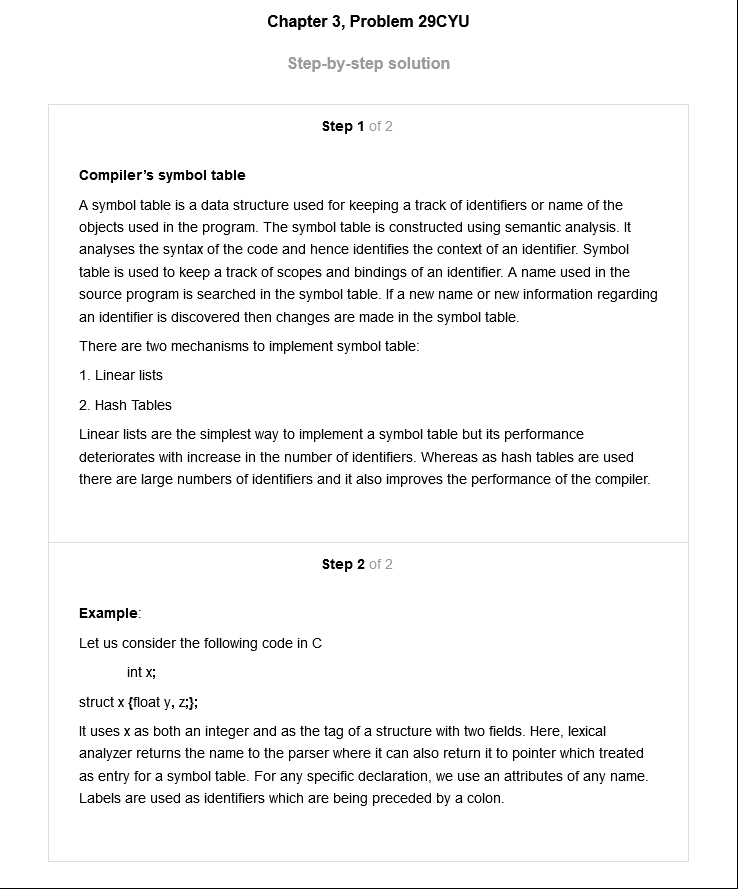 Chapter 3, Problem 29CYU
Step-by-step solution
Step 1 of 2
Compiler’s symbol table
A symbol table is a data structure used for keeping a track of identifiers or name of the
objects used in the program. The symbol table is constructed using semantic analysis. It
analyses the syntax of the code and hence identifies the context of an identifier. Symbol
table is used to keep a track of scopes and bindings of an identifier. A name used in the
source program is searched in the symbol table. If a new name or new information regarding
an identifier is discovered then changes are made in the symbol table.
There are two mechanisms to implement symbol table:
1. Linear lists
2. Hash Tables
Linear lists are the simplest way to implement a symbol table but its performance
deteriorates with increase in the number of identifiers. Whereas as hash tables are used
there are large numbers of identifiers and it also improves the performance of the compiler.
Step 2 of 2
Example:
Let us consider the following code in C
int x;
struct x {float y, z;};
It uses x as both an integer and as the tag of a structure with two fields. Here, lexical
analyzer returns the name to the parser where it can also return it to pointer which treated
as entry for a symbol table. For any specific declaration, we use an attributes of any name.
Labels are used as identifiers which are being preceded by a colon.